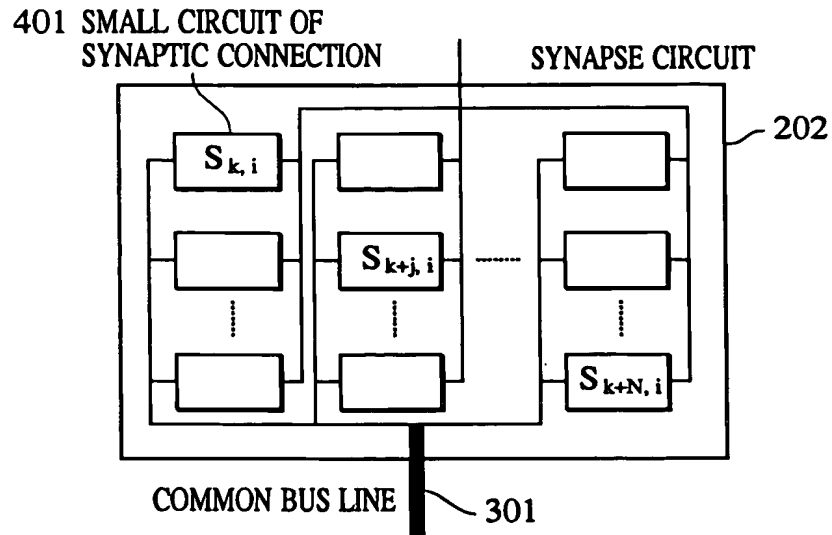 401 SMALL CIRCUIT OF
SYNAPTIC CONNECTION
SYNAPSE CIRCUIT
202
S k, i
S k+j, i
S k+N, i
COMMON BUS LINE
301